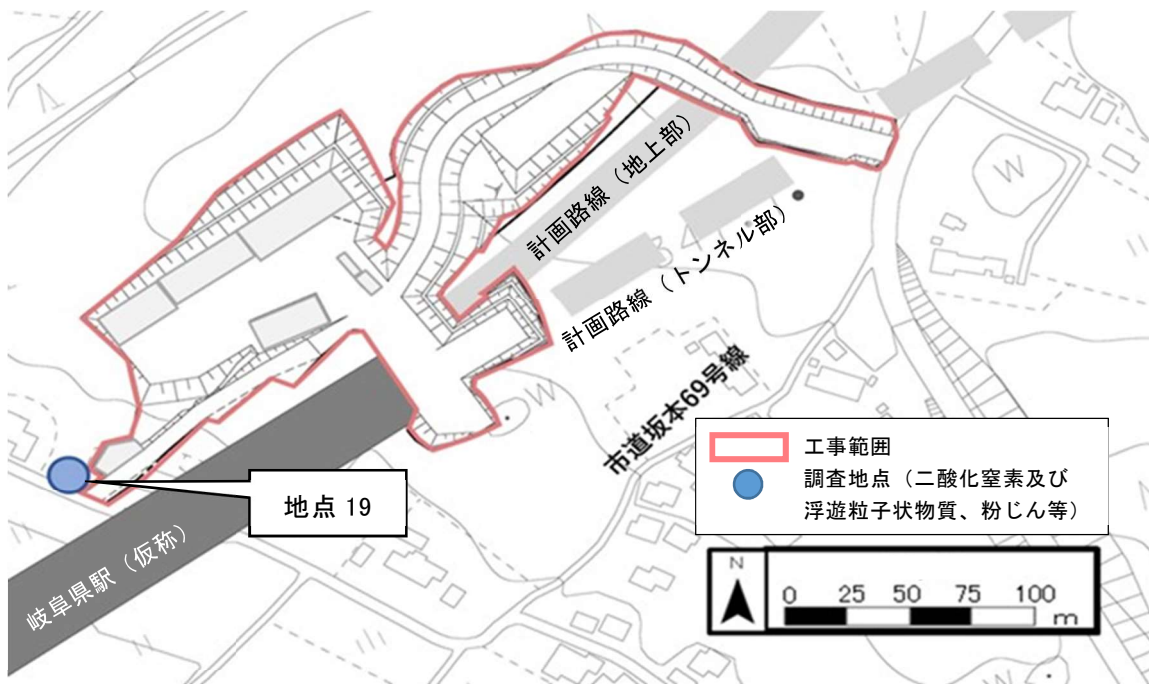 計画路線（地上部）
計画路線（トンネル部）
市道坂本69号線
W
W
W
地点 19
岐阜県駅（仮称）
工事範囲
調査地点（二酸化窒素及び
浮遊粒子状物質、粉じん等）
N
0 25 50 75 100
m